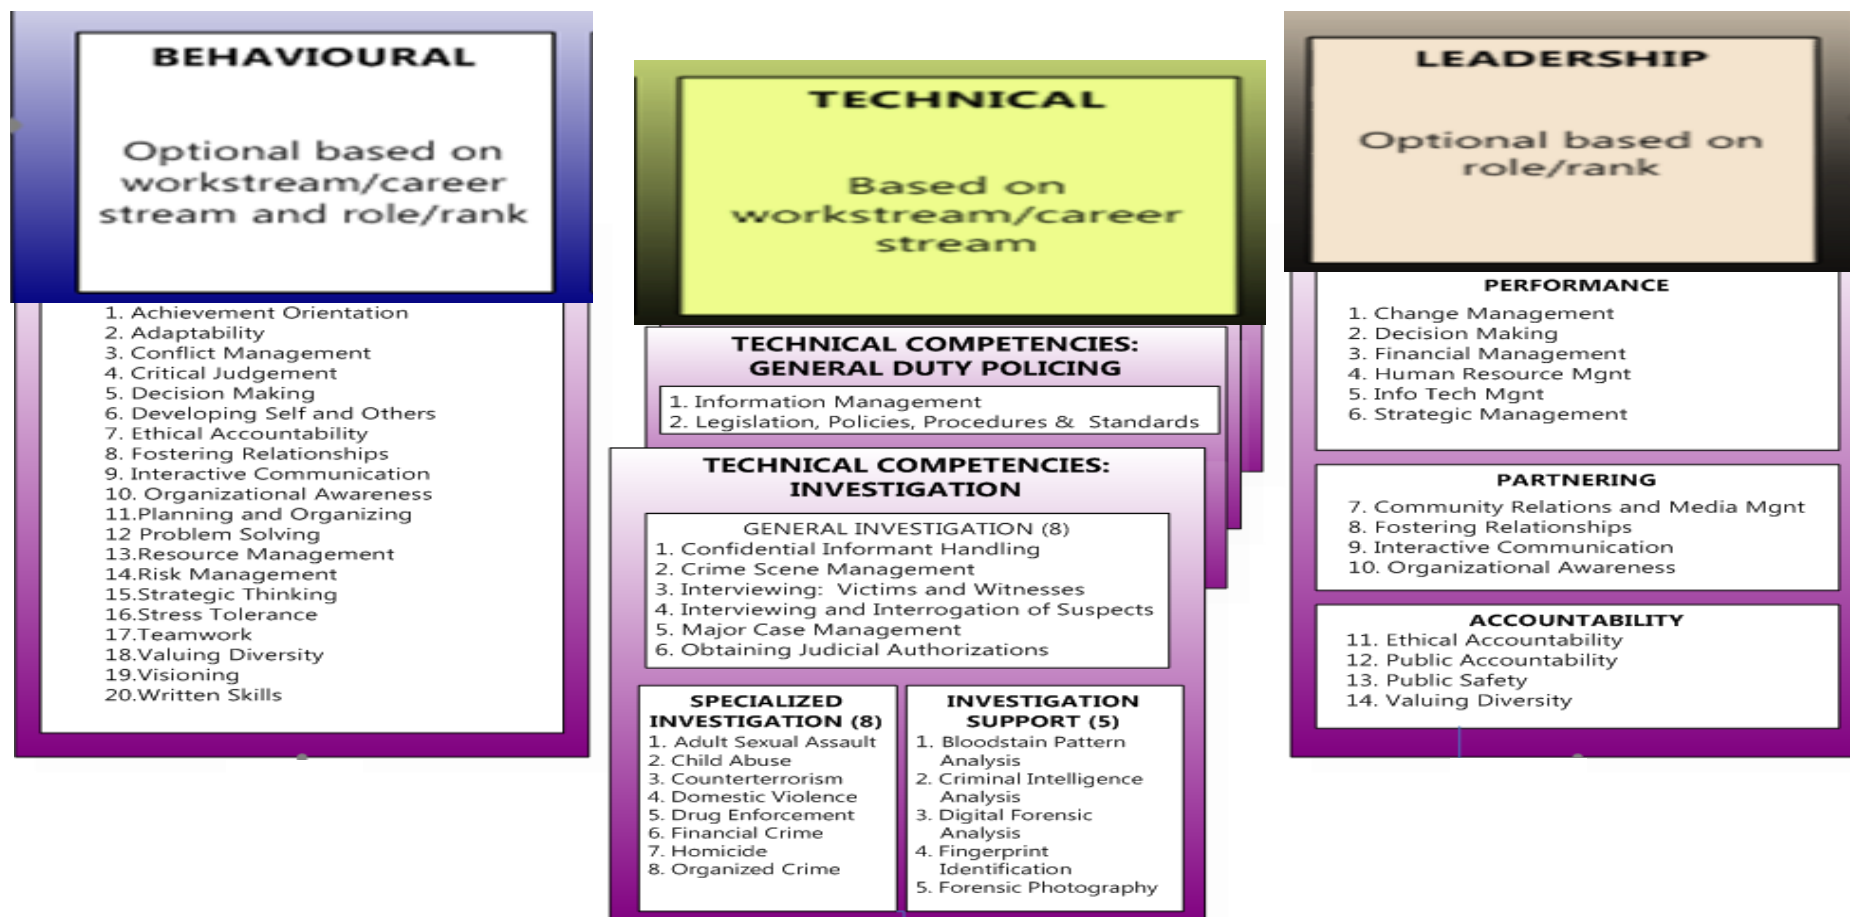 BEHAVIOURAL
Optional based on
workstream/career
stream and role/rank
1. Achievement Orientation
2. Adaptability
3. Conflict Management
4. Critical Judgement
5. Decision Making
6. Developing Self and Others
7. Ethical Accountability
8. Fostering Relationships
9. Interactive Communication
10. Organizational Awareness
11.Planning and Organizing
12 Problem Solving
13.Resource Management
14.Risk Management
15.Strategic Thinking
16.Stress Tolerance
17.Teamwork
18.Valuing Diversity
19.Visioning
20.Written Skills
TECHNICAL
Based on
workstream/career
stream
TECHNICAL COMPETENCIES:
GENERAL DUTY POLICING
1. Information Management
2. Legislation, Policies, Procedures & Standards
TECHNICAL COMPETENCIES:
INVESTIGATION
GENERAL INVESTIGATION (8)
1. Confidential Informant Handling
2. Crime Scene Management
3. Interviewing: Victims and Witnesses
4. Interviewing and Interrogation of Suspects
5. Major Case Management
6. Obtaining Judicial Authorizations
SPECIALIZED
INVESTIGATION (8)
1. Adult Sexual Assault
2. Child Abuse
3. Counterterrorism
4. Domestic Violence
5. Drug Enforcement
6. Financial Crime
7. Homicide
8. Organized Crime
INVESTIGATION
SUPPORT (5)
1. Bloodstain Pattern
Analysis
2. Criminal Intelligence
Analysis
3. Digital Forensic
Analysis
4. Fingerprint
Identification
5. Forensic Photography
LEADERSHIP
Optional based on
role/rank
PERFORMANCE
1. Change Management
2. Decision Making
3. Financial Management
4. Human Resource Mgnt
5. Info Tech Mgnt
6. Strategic Management
PARTNERING
7. Community Relations and Media Mgnt
8. Fostering Relationships
9. Interactive Communication
10. Organizational Awareness
ACCOUNTABILITY
11. Ethical Accountability
12. Public Accountability
13. Public Safety
14. Valuing Diversity